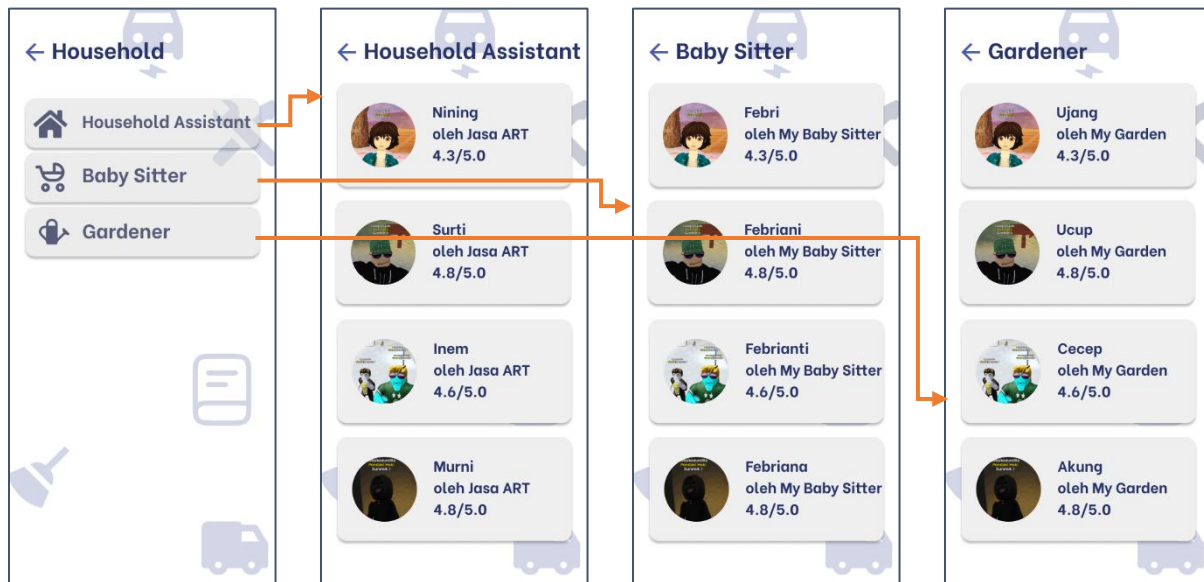 Household
Household Assistant
Baby Sitter
Gardener
Household Assistant
Nining
oleh Jasa ART
4.3/5.0
Surti
oleh Jasa ART
4.8/5.0
Inem
oleh Jasa ART
4.6/5.0
Murni
oleh Jasa ART
4.8/5.0
Baby Sitter
Febri
oleh My Baby Sitter
4.3/5.0
Febriani
oleh My Baby Sitter
4.8/5.0
Febrianti
oleh My Baby Sitter
4.6/5.0
Febriana
oleh My Baby Sitter
4.8/5.0
Gardener
Ujang
oleh My Garden
4.3/5.0
Ucup
oleh My Garden
4.8/5.0
Cecep
oleh My Garden
4.6/5.0
Akung
oleh My Garden
4.8/5.0